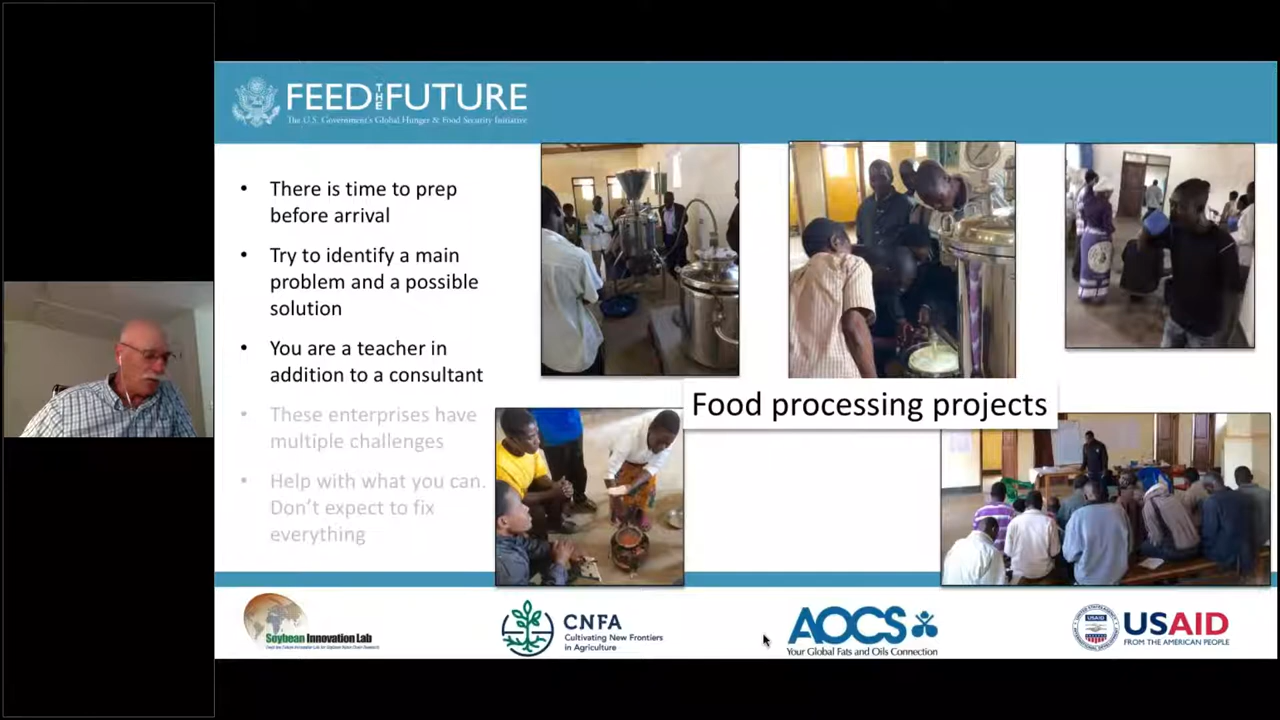 FEED THE FUTURE
The U.S. Government's Global Hunger & Food Security Initiative
• There is time to prep
before arrival
• Try to identify a main
problem and a possible
solution
• You are a teacher in
addition to a consultant
• These enterprises have
multiple challenges
• Help with what you can.
Don't expect to fix
everything
Food processing projects
Soybean Innovation Lab
CNFA
Cultivating New Frontiers
in Agriculture
AOCS
Your Global Fats and Oils Connection
USAID
USAID
FROM THE AMERICAN PEOPLE